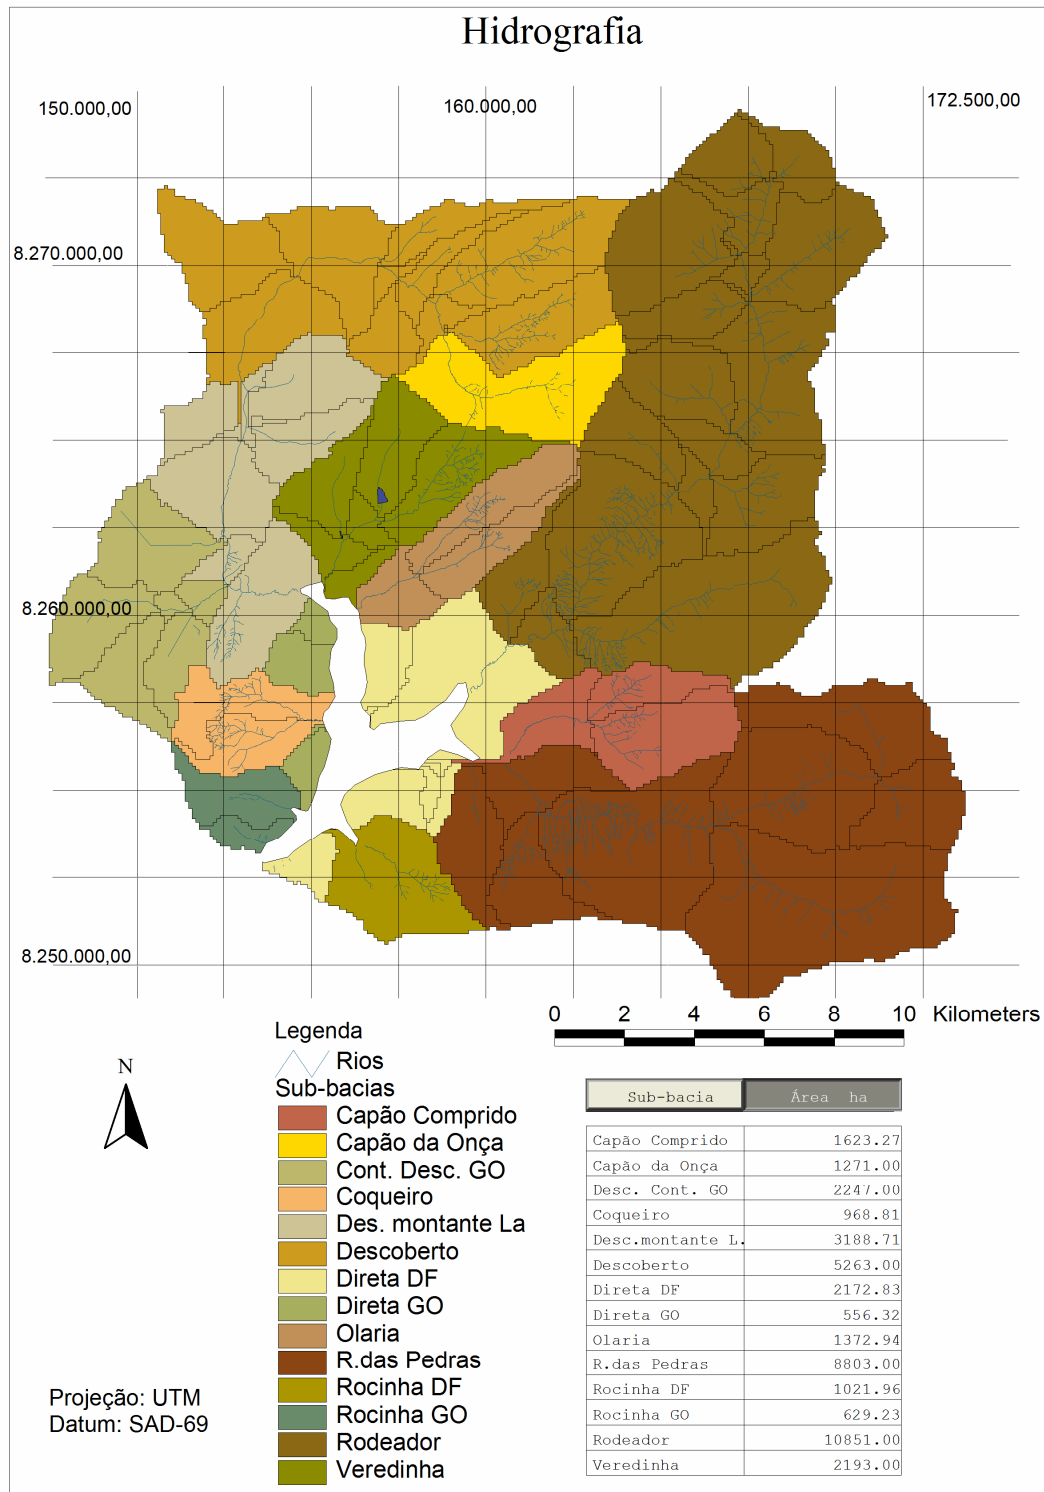 Hidrografia
150.000,00
160.000,00
172.500,00
8.270.000,00
8.260.000,00
8.250.000,00
0 2 4 6 8 10 Kilometers
Legenda
Rios
Sub-bacias
Capão Comprido
Capão da Onça
Cont. Desc. GO
Coqueiro
Des. montante La
Descoberto
Direta DF
Direta GO
Olaria
R.das Pedras
Rocinha DF
Rocinha GO
Rodeador
Veredinha
N
Projeção: UTM
Datum: SAD-69
Sub-bacia Área ha
Capão Comprido 1623.27
Capão da Onça 1271.00
Desc. Cont. GO 2247.00
Coqueiro 968.81
Desc.montante L. 3188.71
Descoberto 5263.00
Direta DF 2172.83
Direta GO 556.32
Olaria 1372.94
R.das Pedras 8803.00
Rocinha DF 1021.96
Rocinha GO 629.23
Rodeador 10851.00
Veredinha 2193.00